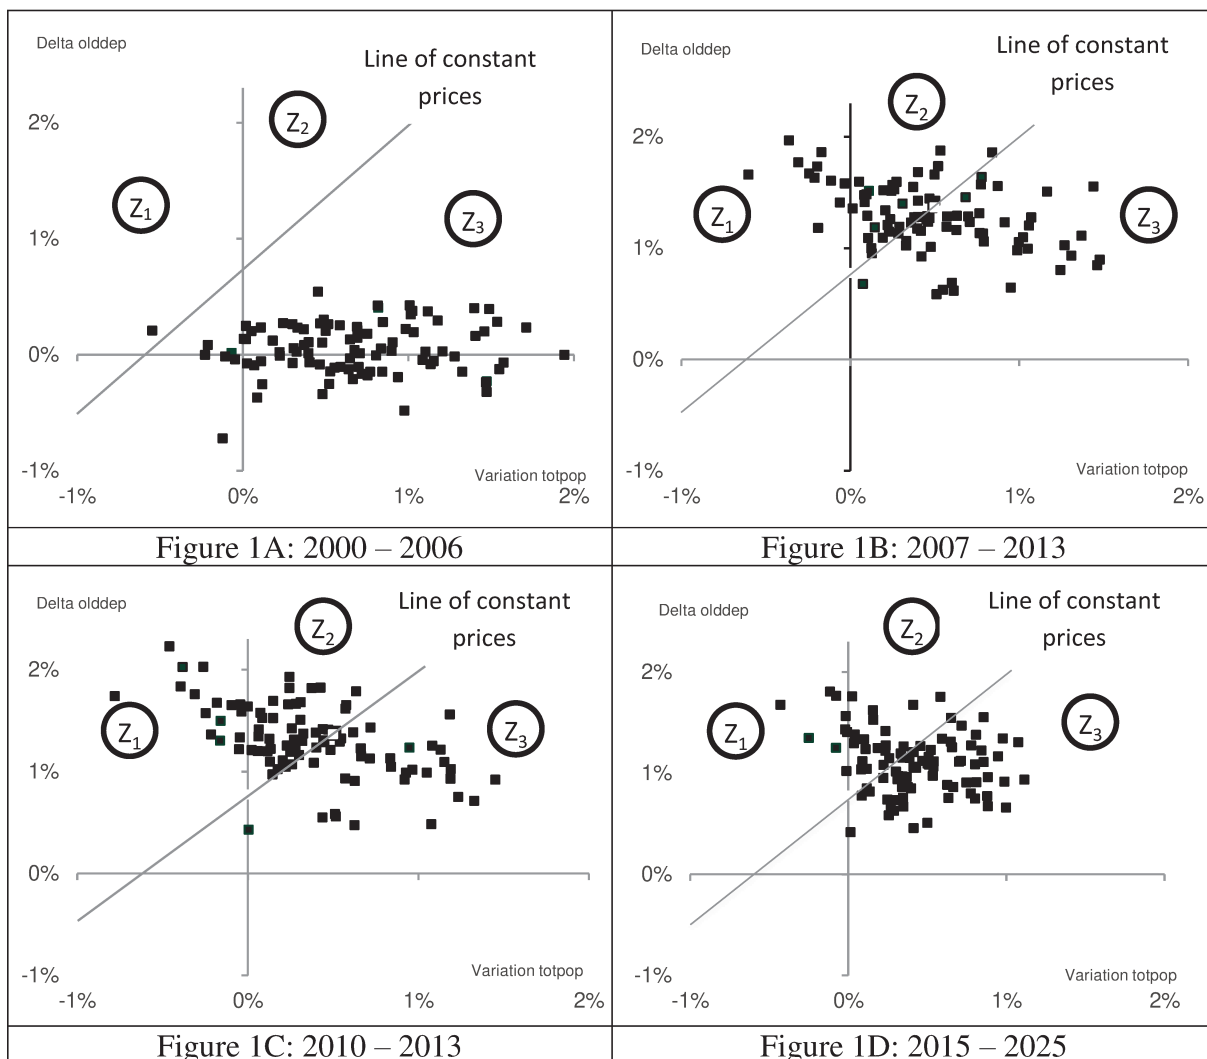 Delta olddep
Line of constant
prices
Z2
2%
Z1
Z3
1%
0%
-1%
Variation totpop
-1%
0%
1%
2%
Figure 1A: 2000 – 2006
Delta olddep
Line of constant
prices
Z2
2%
Z1
Z3
1%
0%
-1%
Variation totpop
-1%
0%
1%
2%
Figure 1B: 2007 – 2013
Delta olddep
Line of constant
prices
Z2
2%
Z1
Z3
1%
0%
-1%
Variation totpop
-1%
0%
1%
2%
Figure 1C: 2010 – 2013
Delta olddep
Line of constant
prices
Z2
2%
Z1
Z3
1%
0%
-1%
Variation totpop
-1%
0%
1%
2%
Figure 1D: 2015 – 2025